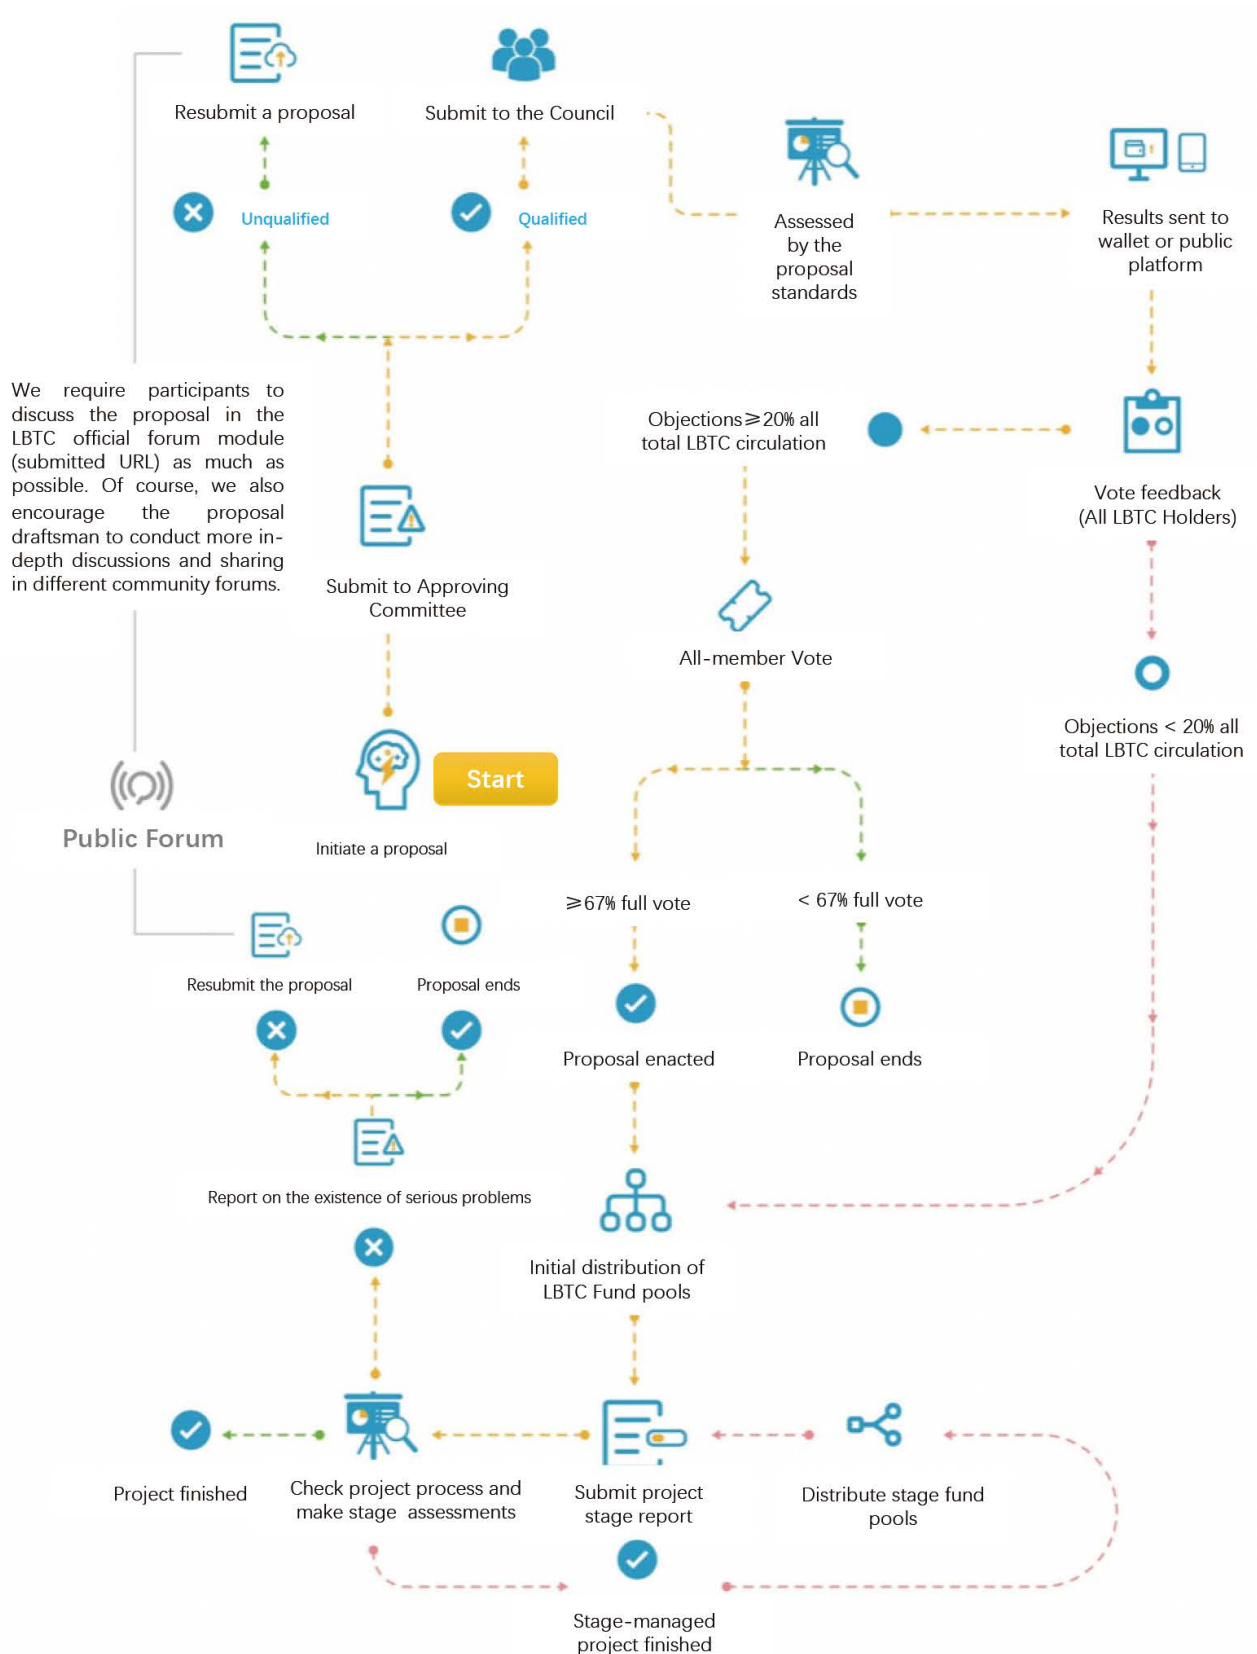 Resubmit a proposal
Submit to the Council
Unqualified
Qualified
Assessed
by the
proposal
standards
Results sent to
wallet or public
platform
We require participants to
discuss the proposal in the
LBTC official forum module
(submitted URL) as much as
possible. Of course, we also
encourage the proposal
draftsman to conduct more in-
depth discussions and sharing
in different community forums.
Objections⩾20% all
total LBTC circulation
Vote feedback
(All LBTC Holders)
Submit to Approving
Committee
All-member Vote
Objections < 20% all
total LBTC circulation
Start
Public Forum
Initiate a proposal
⩾67% full vote
< 67% full vote
Resubmit the proposal
Proposal ends
Proposal enacted
Proposal ends
Report on the existence of serious problems
Initial distribution of
LBTC Fund pools
Project finished
Check project process and
make stage assessments
Submit project
stage report
Distribute stage fund
pools
Stage-managed
project finished